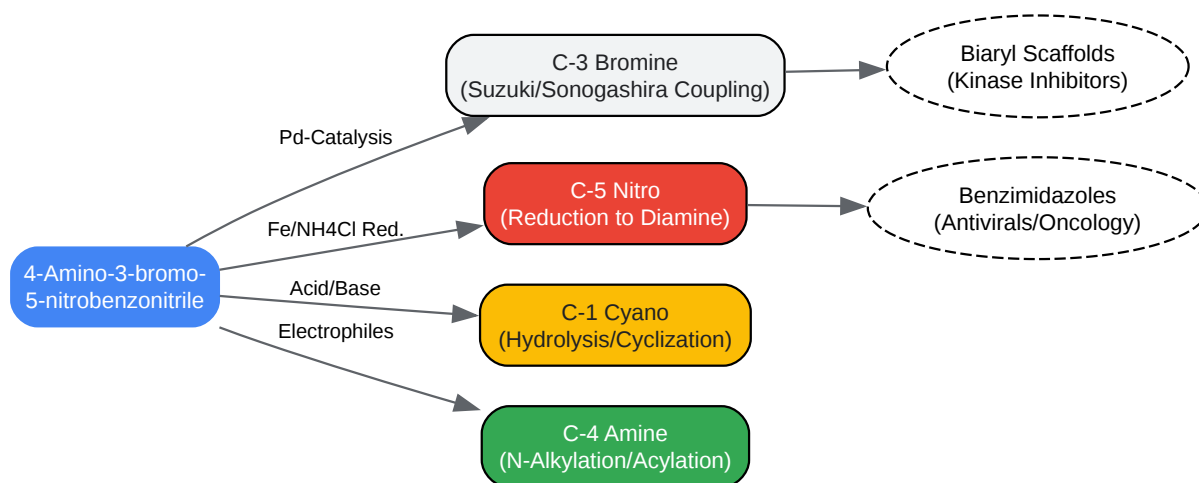 C-3 Bromine
(Suzuki/Sonogashira Coupling)
Biaryl Scaffolds
(Kinase Inhibitors)
Pd-Catalysis
C-5 Nitro
(Reduction to Diamine)
Benzimidazoles
(Antivirals/Oncology)
Fe/NH4Cl Red.
4-Amino-3-bromo-
5-nitrobenzonitrile
Acid/Base
C-1 Cyano
(Hydrolysis/Cyclization)
Electrophiles
C-4 Amine
(N-Alkylation/Acylation)